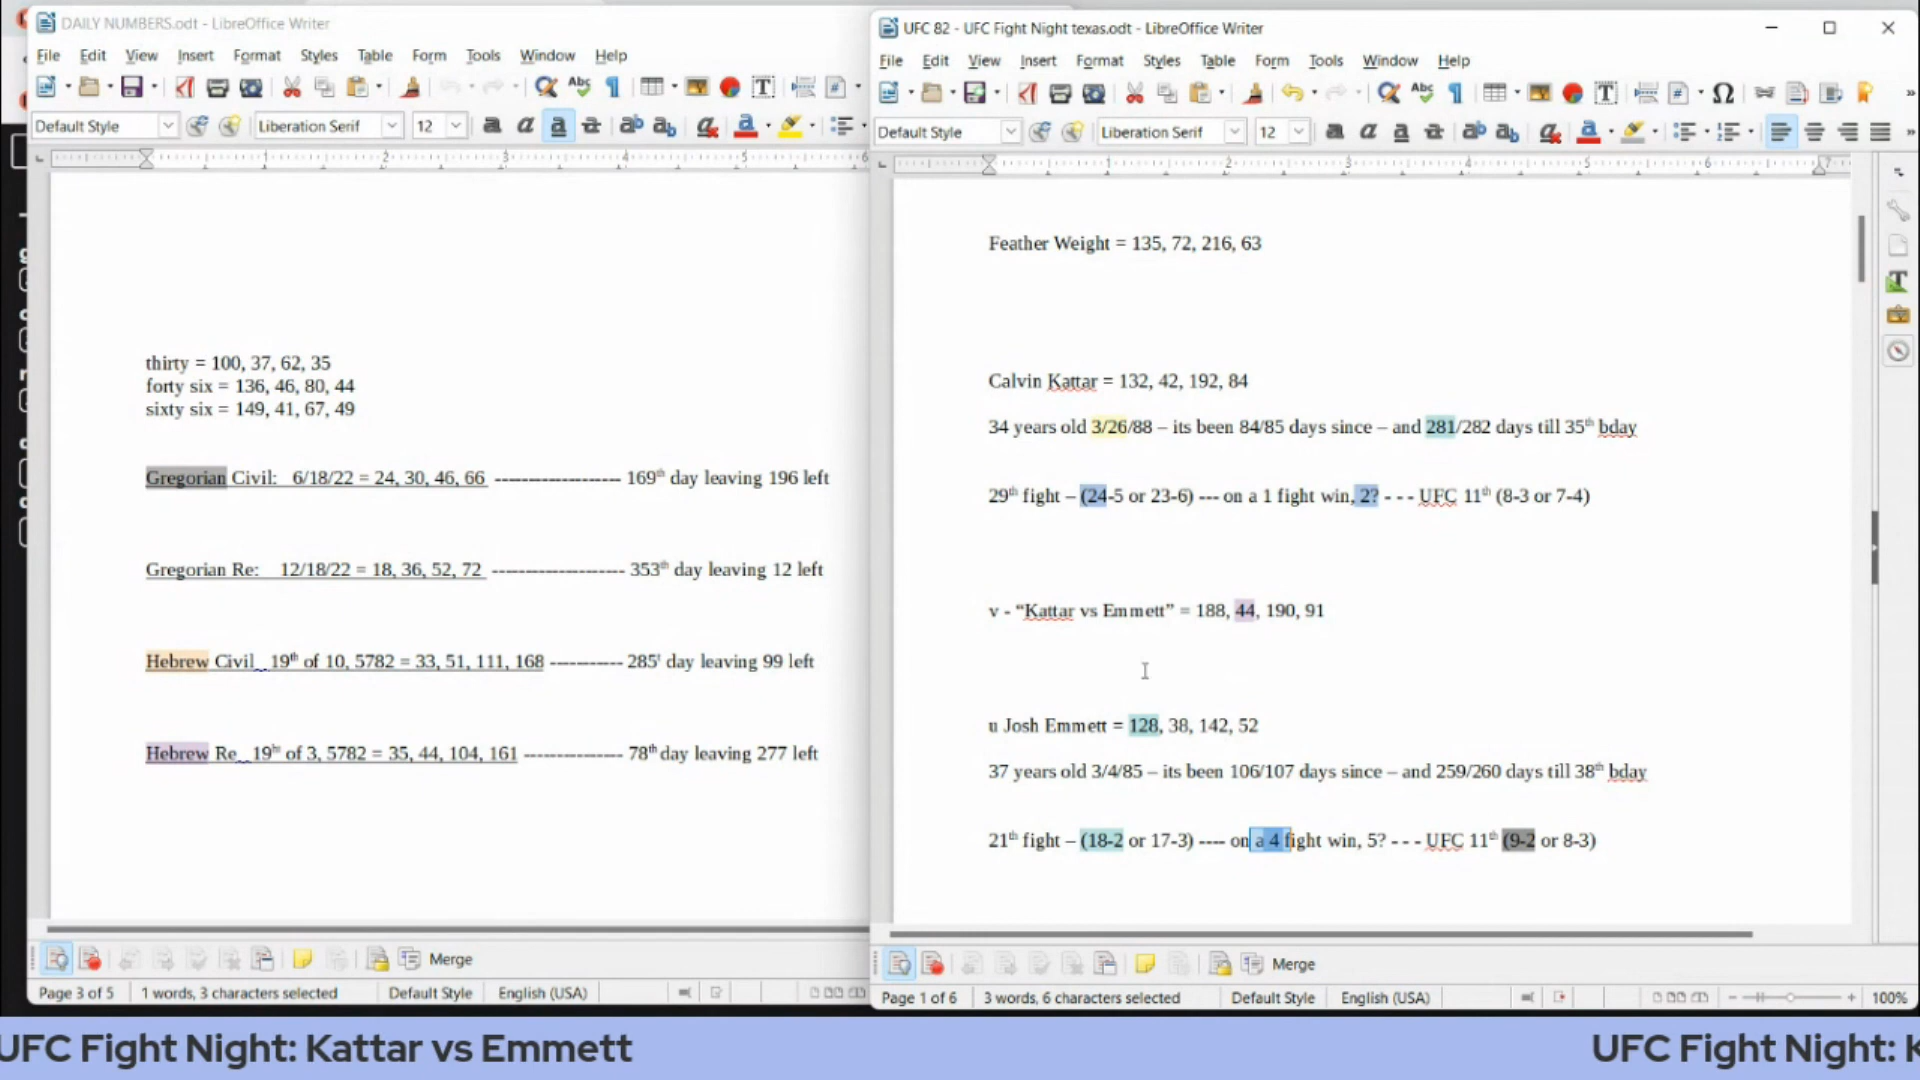 DAILY NUMBERS.odt - LibreOffice Writer
File Edit View Insert Format Styles Table Form Tools Window Help
Default Style
Liberation Serif
12
thirty = 100, 37, 62, 35
forty six = 136, 46, 80, 44
sixty six = 149, 41, 67, 49
Gregorian Civil: 6/18/22 = 24, 30, 46, 66 -------------------- 169th day leaving 196 left
Gregorian Re: 12/18/22 = 18, 36, 52, 72 --------------------- 353th day leaving 12 left
Hebrew Civil 19th of 10, 5782 = 33, 51, 111, 168 ------------ 285t day leaving 99 left
Hebrew Re 19th of 3, 5782 = 35, 44, 104, 161 ---------------- 78th day leaving 277 left
Merge
Page 3 of 5
1 words, 3 characters selected
Default Style
English (USA)
UFC 82 - UFC Fight Night texas.odt - LibreOffice Writer
File Edit View Insert Format Styles Table Form Tools Window Help
Default Style
Liberation Serif
12
Feather Weight = 135, 72, 216, 63
Calvin Kattar = 132, 42, 192, 84
34 years old 3/26/88 – its been 84/85 days since – and 281/282 days till 35th bday
29th fight – (24-5 or 23-6) --- on a 1 fight win, 2? - - - UFC 11th (8-3 or 7-4)
v - “Kattar vs Emmett” = 188, 44, 190, 91
u Josh Emmett = 128, 38, 142, 52
37 years old 3/4/85 – its been 106/107 days since – and 259/260 days till 38th bday
21th fight – (18-2 or 17-3) ---- on a 4 fight win, 5? - - - UFC 11th (9-2 or 8-3)
Merge
Page 1 of 6
3 words, 6 characters selected
Default Style
English (USA)
100%
UFC Fight Night: Kattar vs Emmett
UFC Fight Night: K